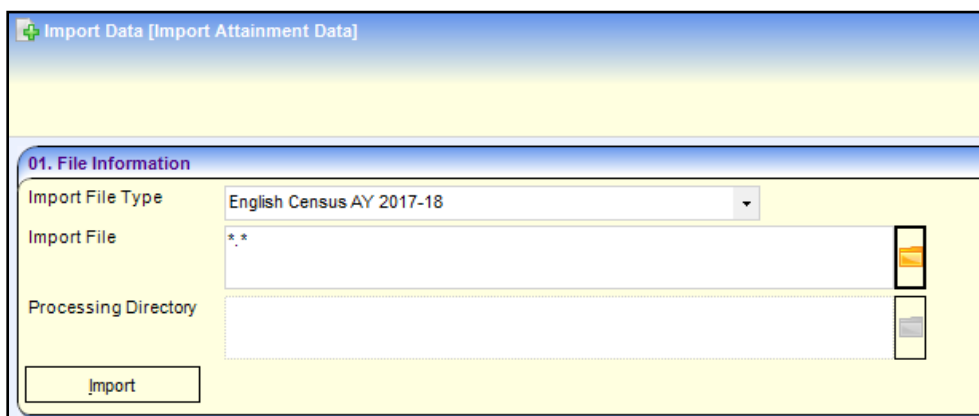 Import Data [Import Attainment Data]
01. File Information
Import File Type
English Census AY 2017-18
Import File
*.*
Processing Directory
Import